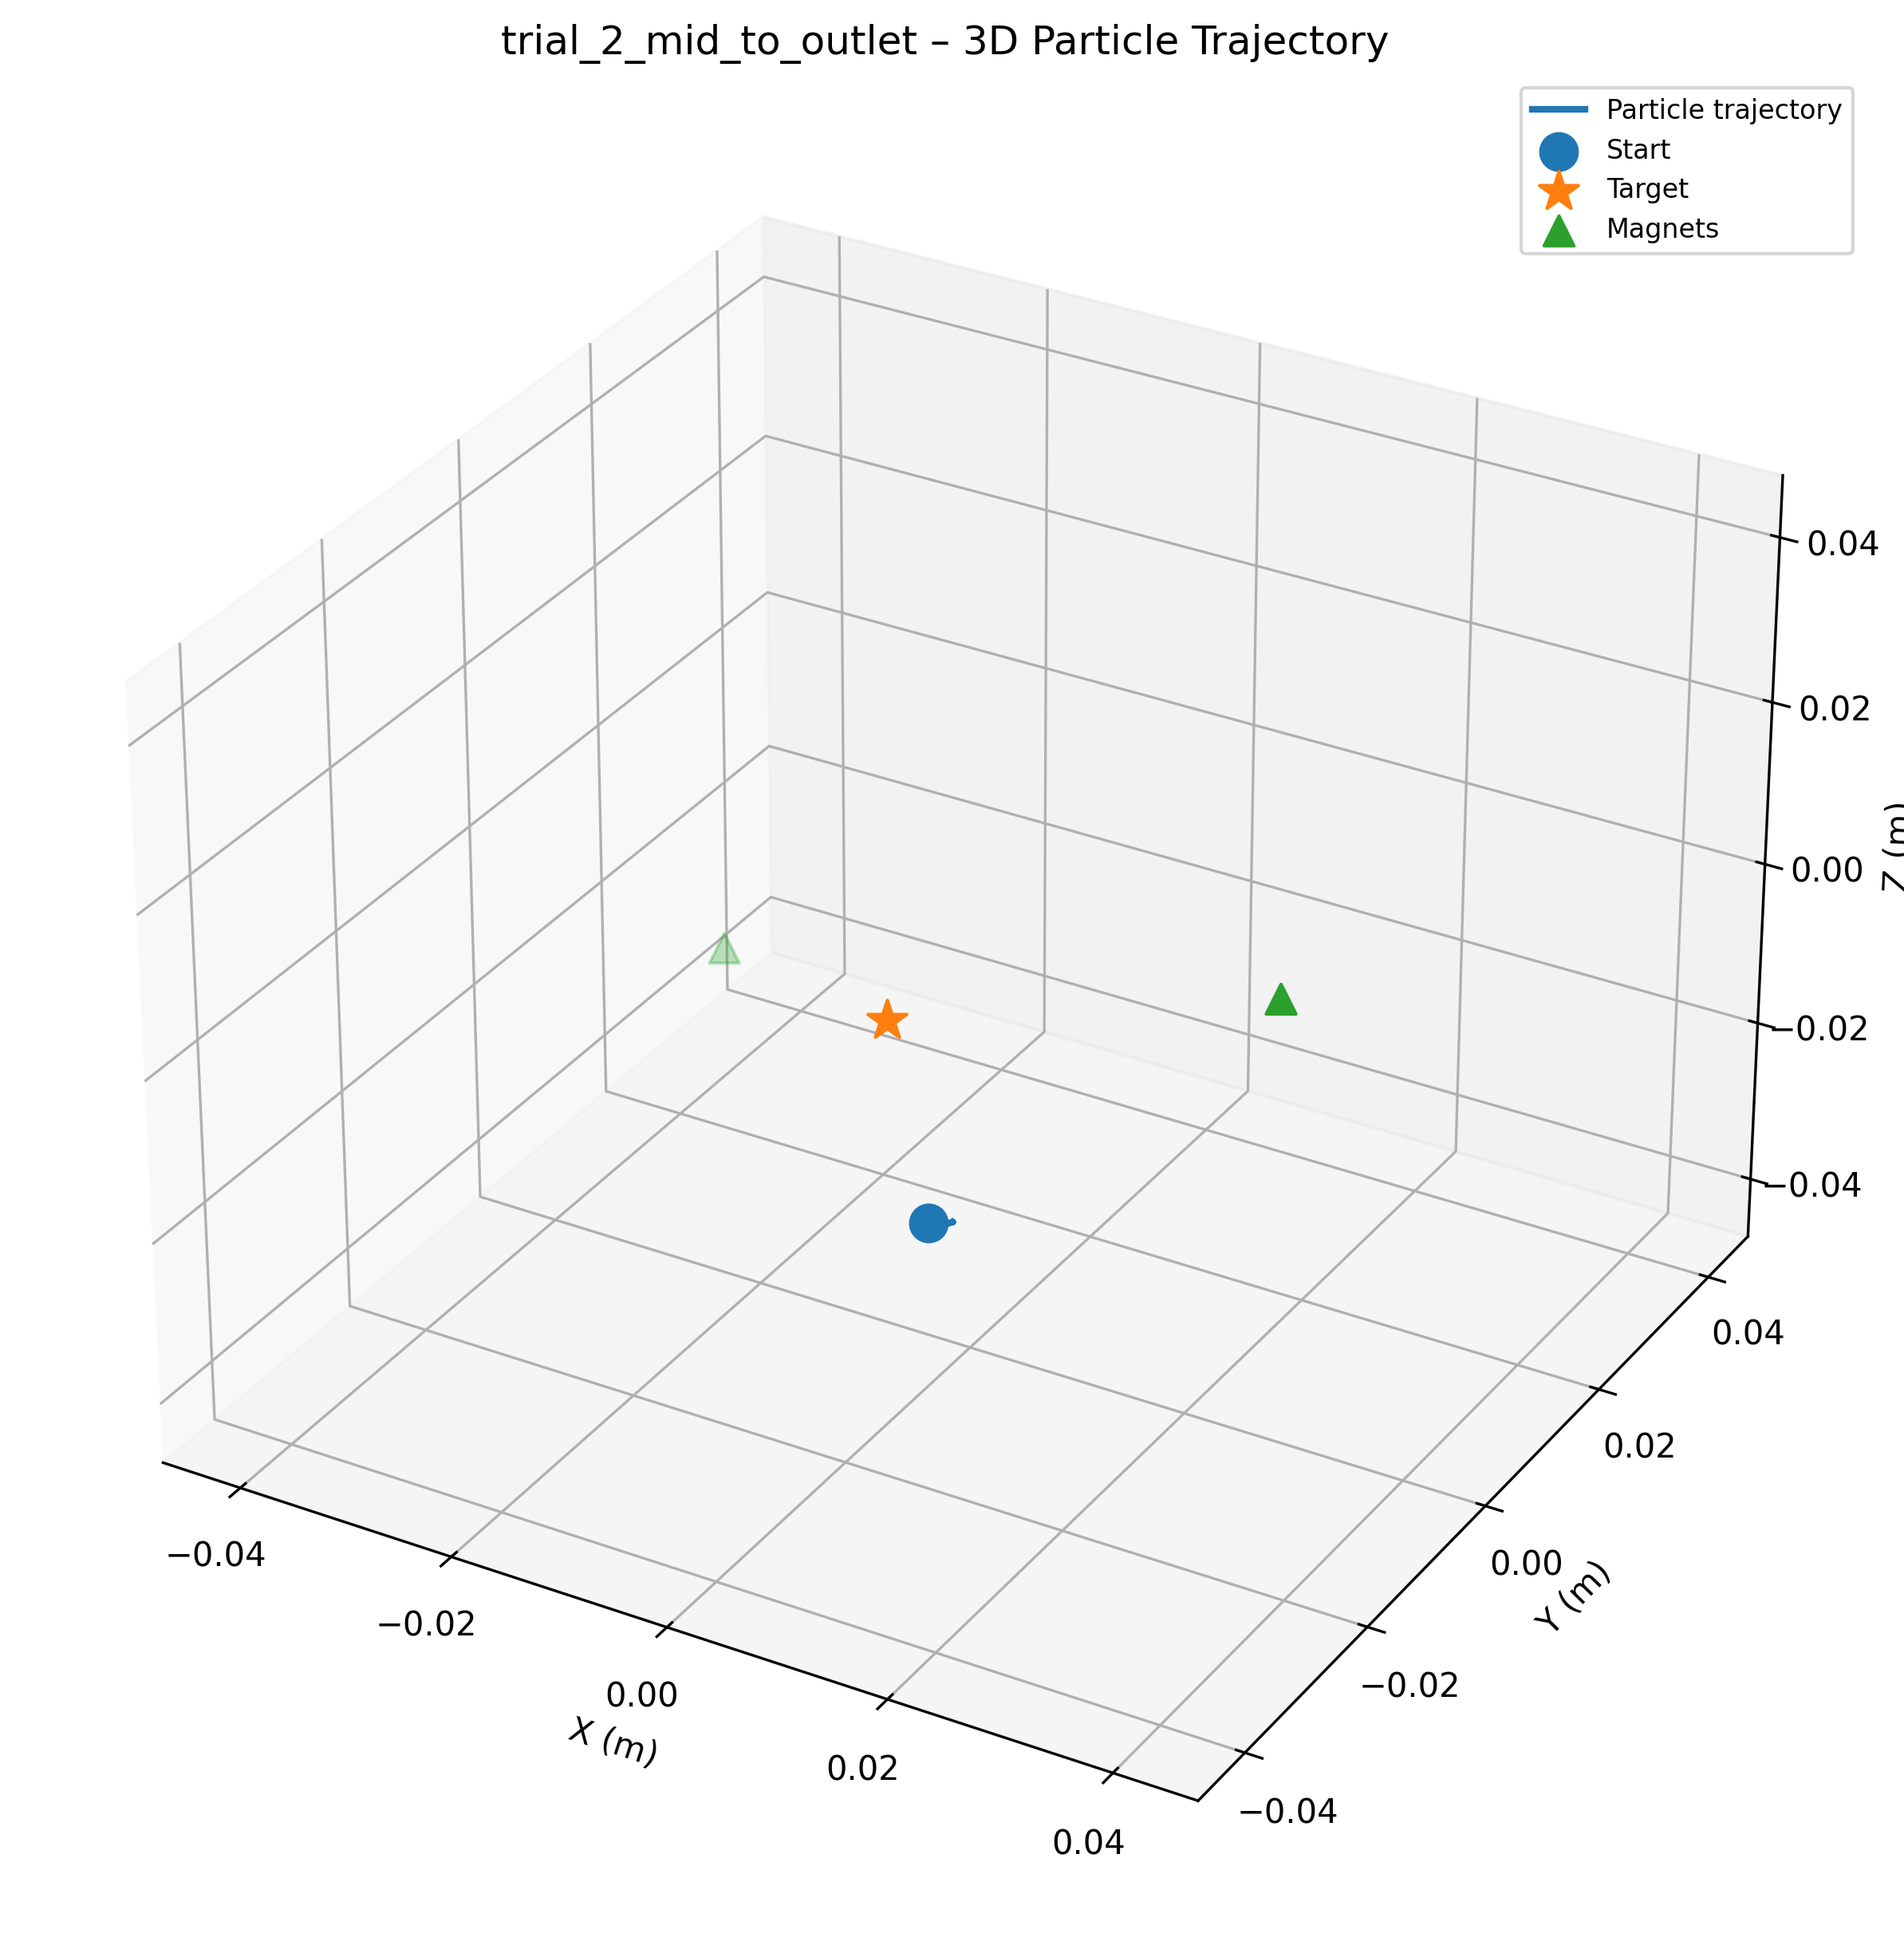 trial_2_mid_to_outlet – 3D Particle Trajectory
Particle trajectory
Start
Target
Magnets
0.04
0.02
0.00
−0.02
−0.04
Z (m)
0.04
0.02
0.00
−0.02
−0.04
Y (m)
−0.04
−0.02
0.00
0.02
0.04
X (m)